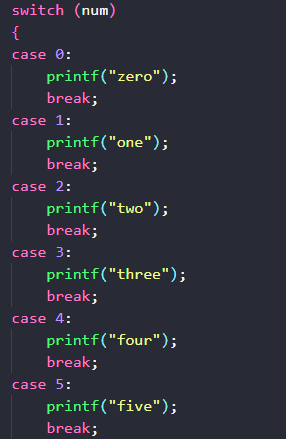 switch (num)
{
case 0:
    printf("zero");
    break;
case 1:
    printf("one");
    break;
case 2:
    printf("two");
    break;
case 3:
    printf("three");
    break;
case 4:
    printf("four");
    break;
case 5:
    printf("five");
    break;